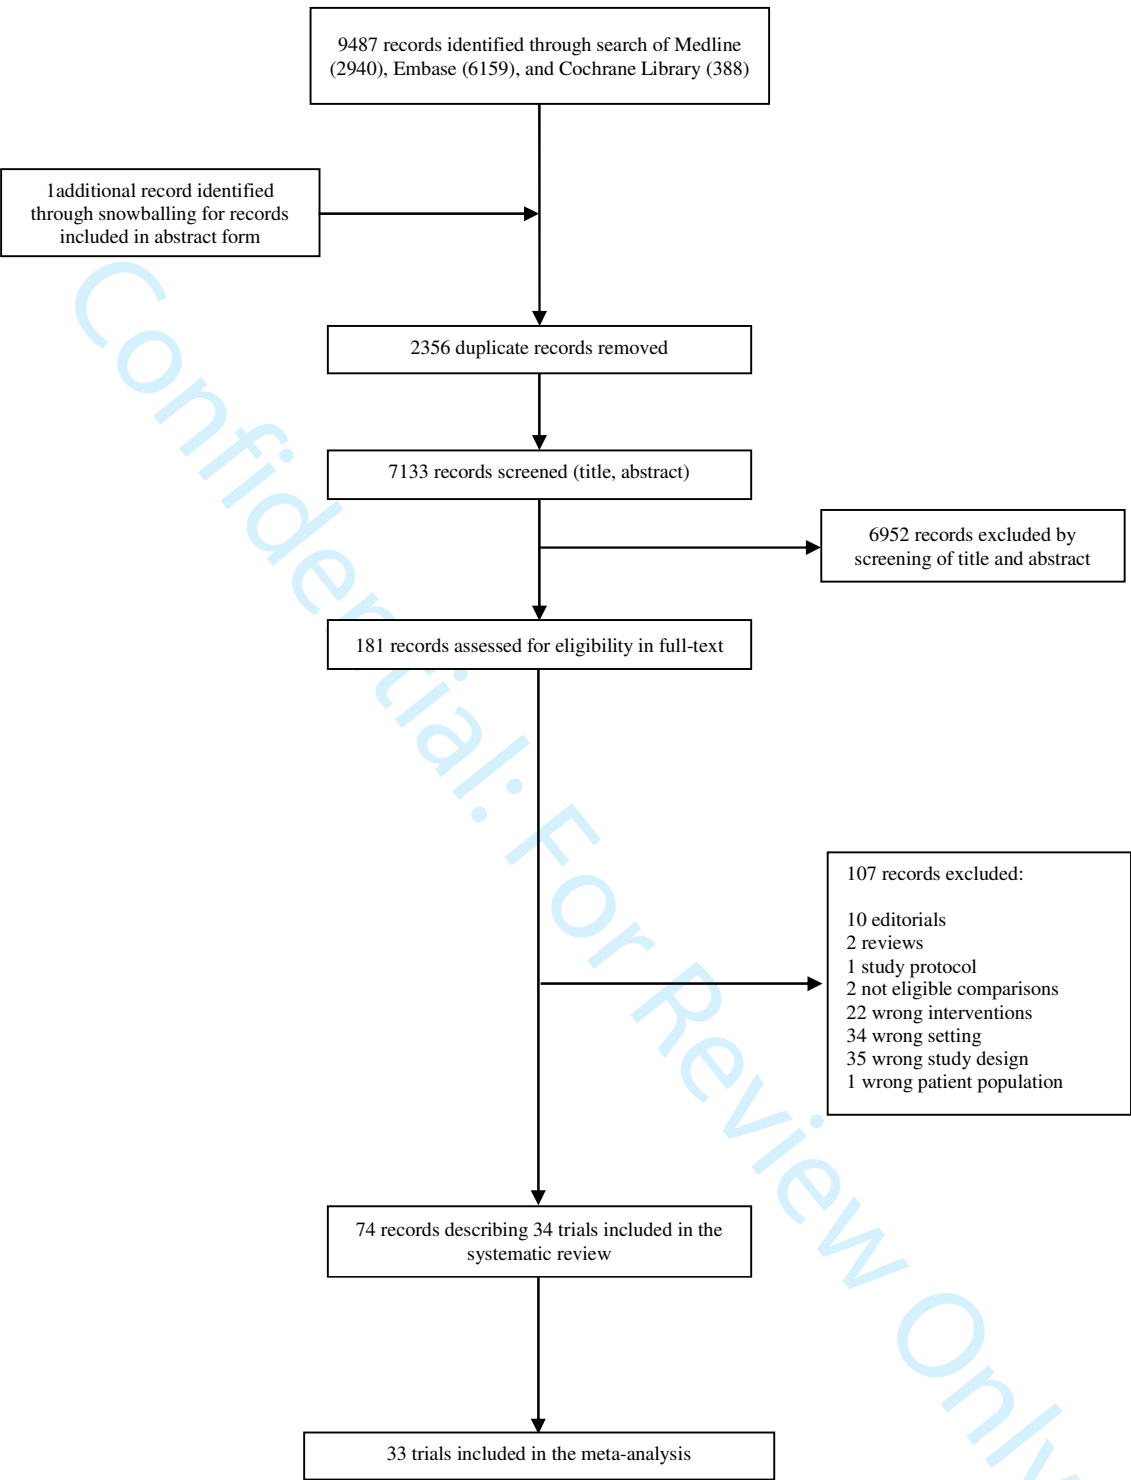 9487 records identified through search of Medline
(2940), Embase (6159), and Cochrane Library (388)
1additional record identified
through snowballing for records
included in abstract form
2356 duplicate records removed
7133 records screened (title, abstract)
6952 records excluded by
screening of title and abstract
181 records assessed for eligibility in full-text
107 records excluded:
10 editorials
2 reviews
1 study protocol
2 not eligible comparisons
22 wrong interventions
34 wrong setting
35 wrong study design
1 wrong patient population
74 records describing 34 trials included in the
systematic review
33 trials included in the meta-analysis
Confidential: For Review Only